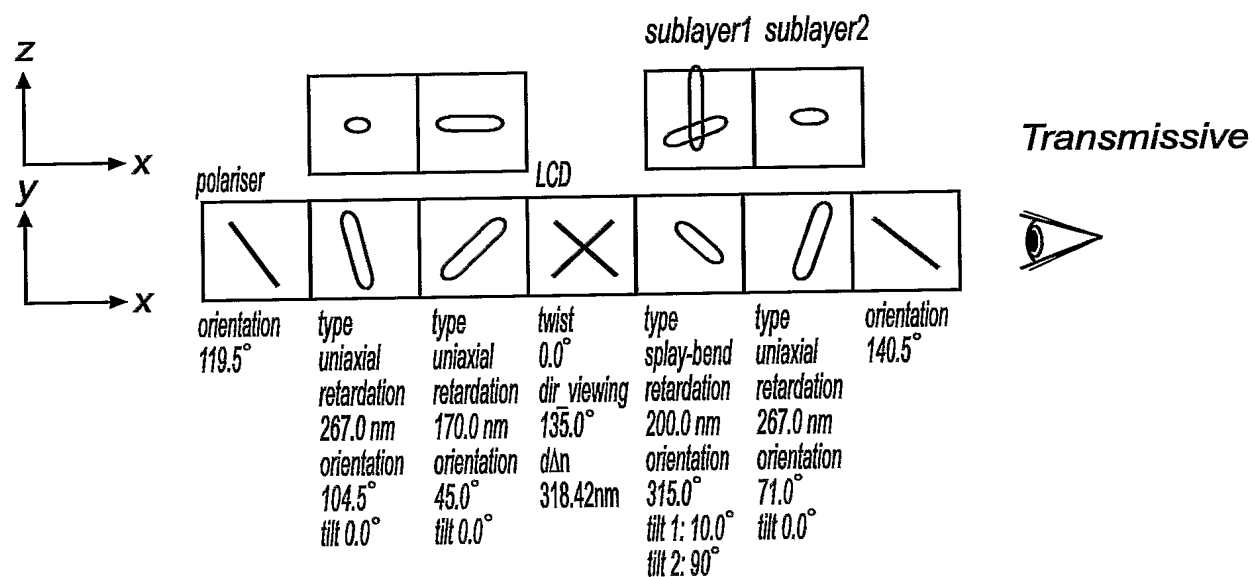 sublayer1 sublayer2
z
x
Transmissive
y
x
polariser
LCD
orientation
119.5°
type
uniaxial
retardation
267.0 nm
orientation
104.5°
tilt 0.0°
type
uniaxial
retardation
170.0 nm
orientation
45.0°
tilt 0.0°
twist
0.0°
dir_viewing
135.0°
dΔn
318.42nm
type
splay-bend
retardation
200.0 nm
orientation
315.0°
tilt 1: 10.0°
tilt 2: 90°
type
uniaxial
retardation
267.0 nm
orientation
71.0°
tilt 0.0°
orientation
140.5°